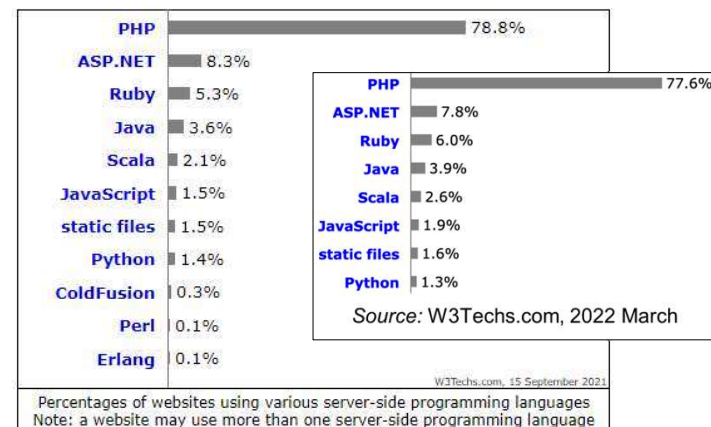 PHP 78.8%
ASP.NET 8.3%
Ruby 5.3%
Java 3.6%
Scala 2.1%
JavaScript 1.5%
static files 1.5%
Python 1.4%
ColdFusion 0.3%
Perl 0.1%
Erlang 0.1%
W3Techs.com, 15 September 2021
Percentages of websites using various server-side programming languages
Note: a website may use more than one server-side programming language
PHP 77.6%
ASP.NET 7.8%
Ruby 6.0%
Java 3.9%
Scala 2.6%
JavaScript 1.9%
static files 1.6%
Python 1.3%
Source: W3Techs.com, 2022 March